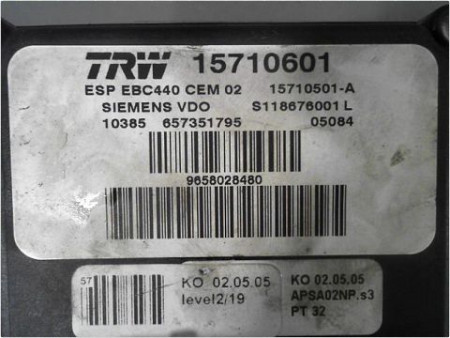 TRW 15710601
ESP EBC440 CEM 02 15710501-A
SIEMENS VDO S118676001 L
10385 657351795 05084
9658028480
57
KO 02.05.05
level2/19
KO 02.05.05
APSA02NP.s3
PT 32